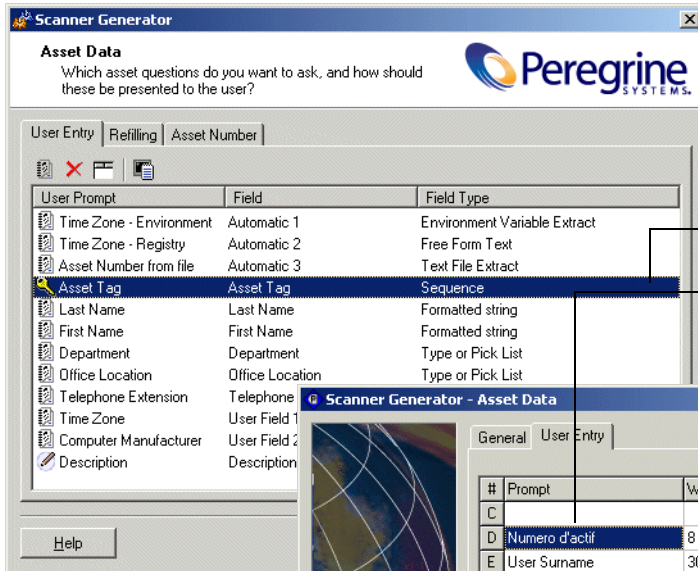 Scanner Generator
Asset Data
Which asset questions do you want to ask, and how should
these be presented to the user?
Peregrine
SYSTEMS.
User Entry Refilling Asset Number
User Prompt Field Field Type
Time Zone - Environment Automatic 1 Environment Variable Extract
Time Zone - Registry Automatic 2 Free Form Text
Asset Number from file Automatic 3 Text File Extract
Asset Tag Asset Tag Sequence
Last Name Last Name Formatted string
First Name First Name Formatted string
Department Department Type or Pick List
Office Location Office Location Type or Pick List
Telephone Extension Telephone
Time Zone User Field 1
Computer Manufacturer User Field 2
Description Description
Help
Scanner Generator - Asset Data
General User Entry
# Prompt
C
D Numero d'actif 8
E User Surname